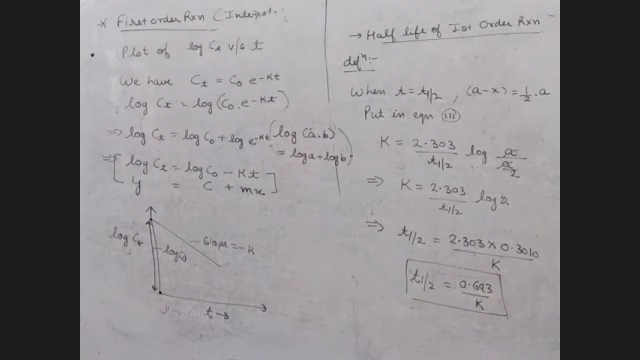 * First order Rxn (Integrat.
Plot of log Ct v/s t
We have Ct = C0 e-Kt
log Ct = log (C0. e-Kt)
⇒ log Ct = log C0 + log e-Kt (log (a.b) = log a + log b)
⇒ [log Ct = log C0 - Kt
y = C + mx]
log Ct
log C0
Slope = - K
t →
→ Half life of Ist Order Rxn
defn:-
When t = t1/2 , (a-x) = 1/2 . a
Put in eqn (iii)
K = 2.303/t1/2 log a/a/2
⇒ K = 2.303/t1/2 log 2
⇒ t1/2 = 2.303 x 0.3010/K
t1/2 = 0.693/K